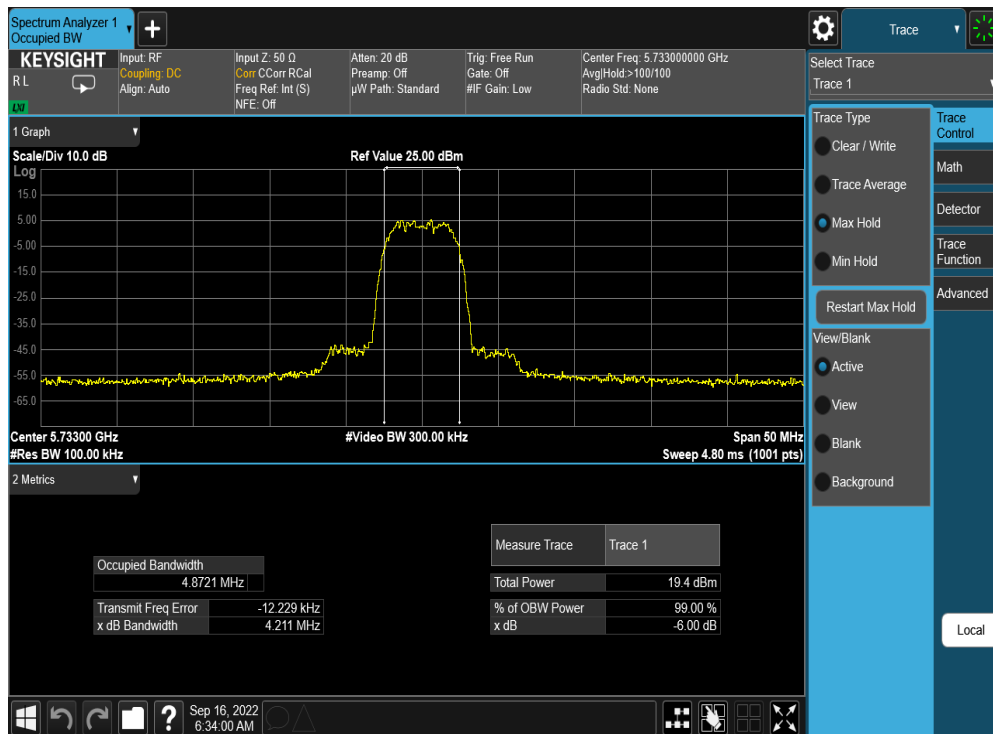 Spectrum Analyzer 1
Occupied BW
+
Trace
KEYSIGHT
R L
LXI
Input: RF
Coupling: DC
Align: Auto
Input Z: 50 Ω
Corr CCorr RCal
Freq Ref: Int (S)
NFE: Off
Atten: 20 dB
Preamp: Off
µW Path: Standard
Trig: Free Run
Gate: Off
#IF Gain: Low
Center Freq: 5.733000000 GHz
Avg|Hold:>100/100
Radio Std: None
Select Trace
Trace 1
1 Graph
Scale/Div 10.0 dB
Ref Value 25.00 dBm
Log
15.0
5.00
-5.00
-15.0
-25.0
-35.0
-45.0
-55.0
-65.0
Center 5.73300 GHz
#Video BW 300.00 kHz
Span 50 MHz
#Res BW 100.00 kHz
Sweep 4.80 ms (1001 pts)
Trace Type
Clear / Write
Trace Average
Max Hold
Min Hold
Restart Max Hold
View/Blank
Active
View
Blank
Background
Trace
Control
Math
Detector
Trace
Function
Advanced
Local
2 Metrics
Measure Trace Trace 1
Occupied Bandwidth
4.8721 MHz
Total Power 19.4 dBm
Transmit Freq Error -12.229 kHz
% of OBW Power 99.00 %
x dB Bandwidth 4.211 MHz
x dB -6.00 dB
?
Sep 16, 2022
6:34:00 AM